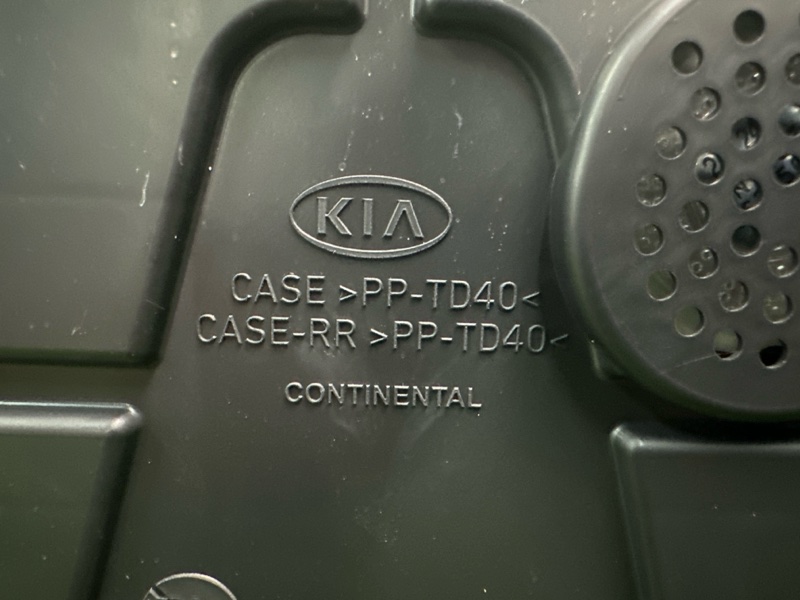 KIA
CASE >PP-TD40<
CASE-RR >PP-TD40<
CONTINENTAL